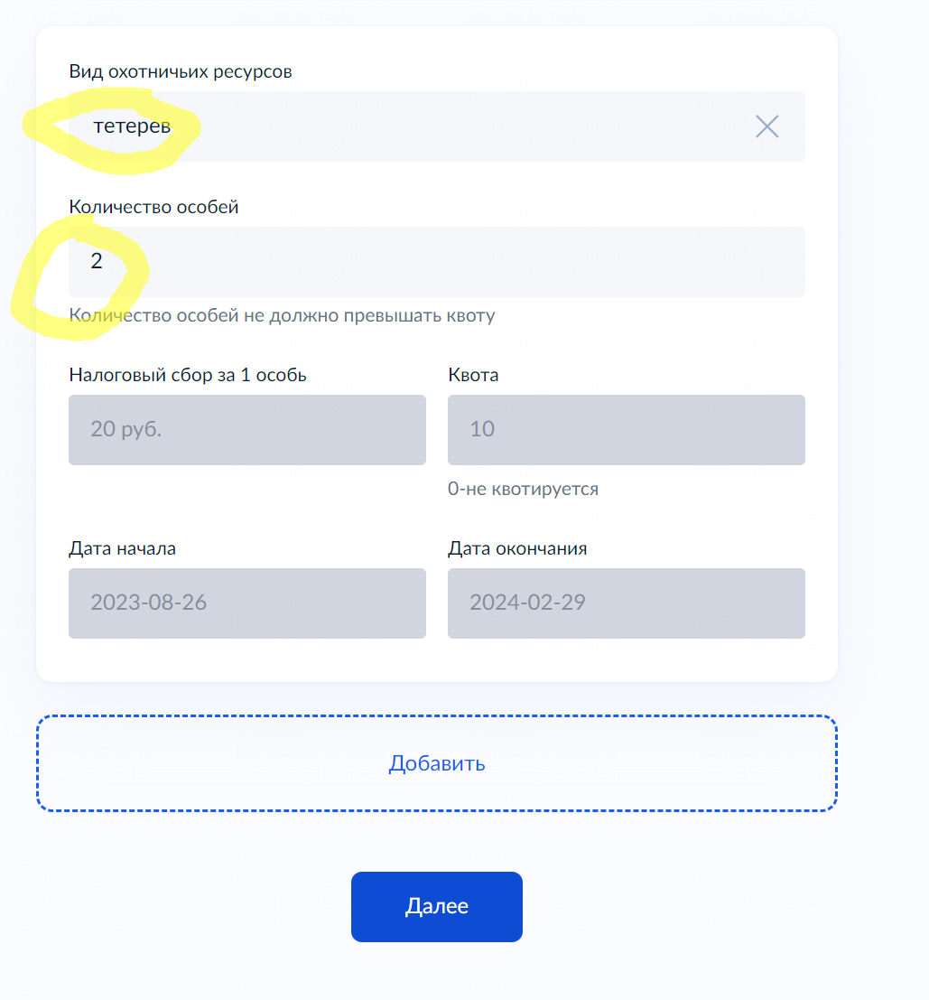 Вид охотничьих ресурсов
тетерев
Количество особей
2
Количество особей не должно превышать квоту
Налоговый сбор за 1 особь Квота
20 руб. 10
0-не квотируется
Дата начала Дата окончания
2023-08-26 2024-02-29
Добавить
Далее